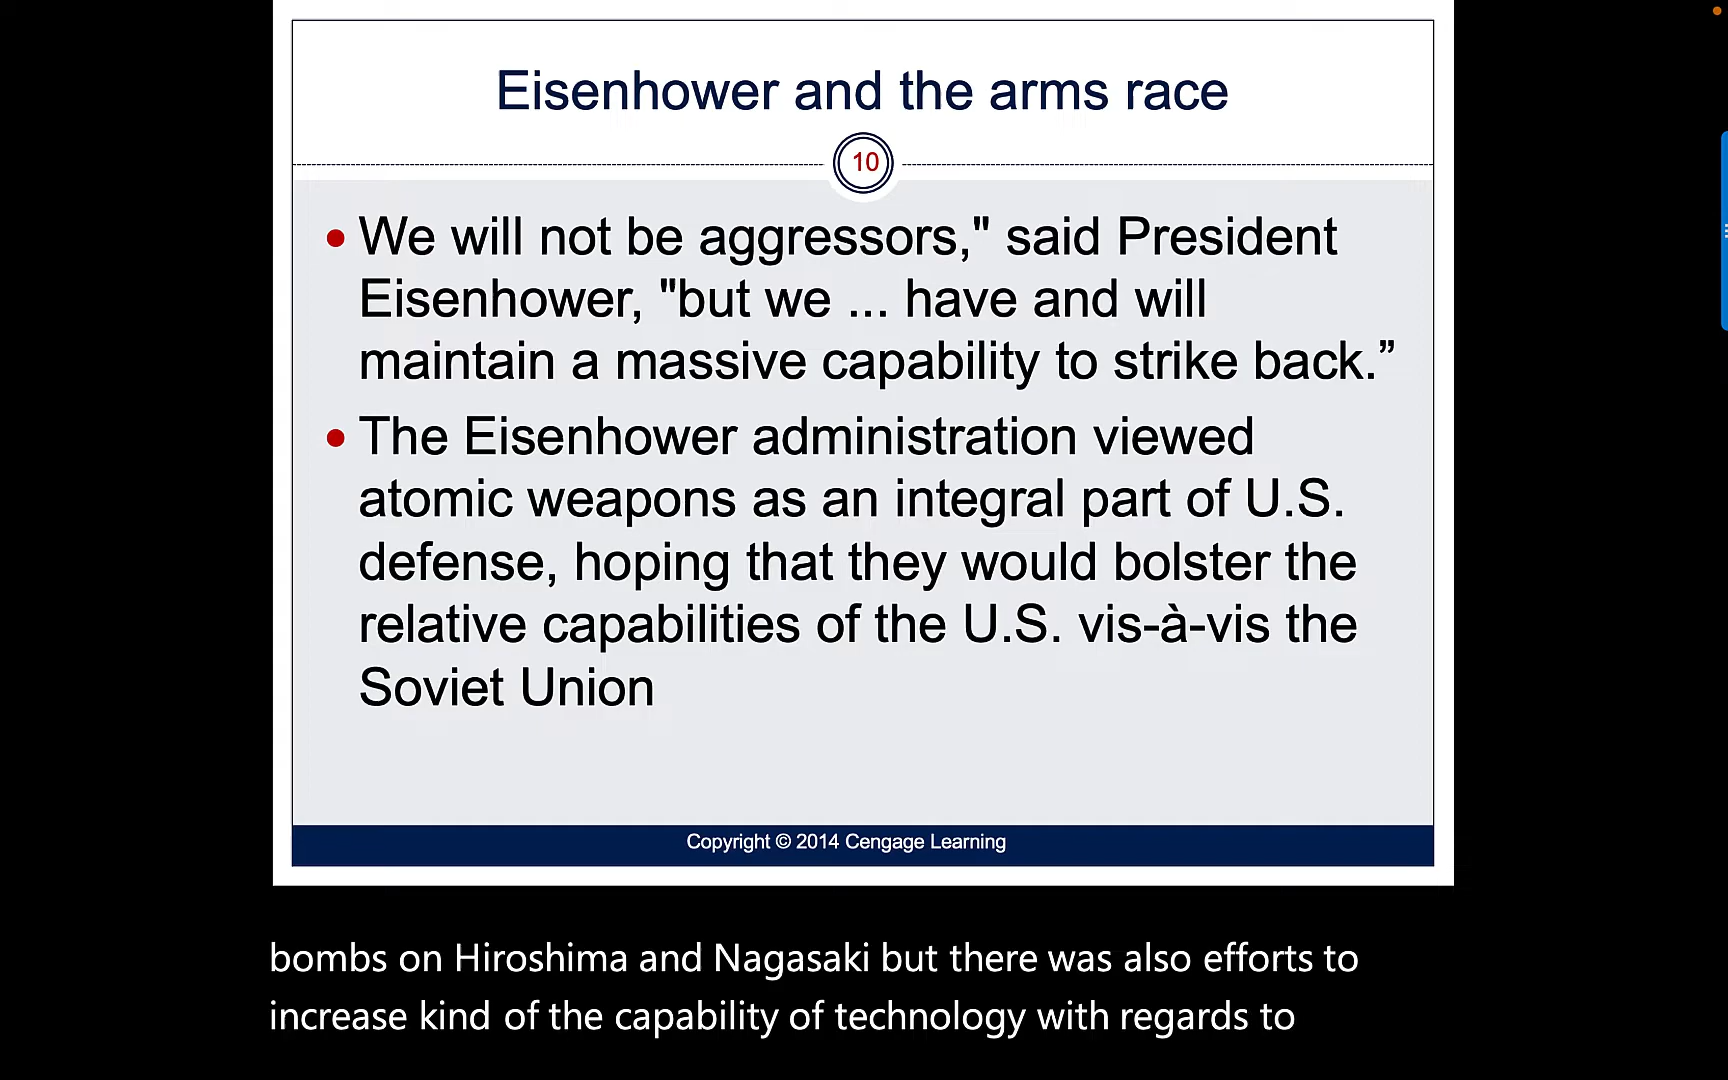 Eisenhower and the arms race
10
• We will not be aggressors," said President
Eisenhower, "but we ... have and will
maintain a massive capability to strike back.”
• The Eisenhower administration viewed
atomic weapons as an integral part of U.S.
defense, hoping that they would bolster the
relative capabilities of the U.S. vis-à-vis the
Soviet Union
Copyright © 2014 Cengage Learning
bombs on Hiroshima and Nagasaki but there was also efforts to
increase kind of the capability of technology with regards to